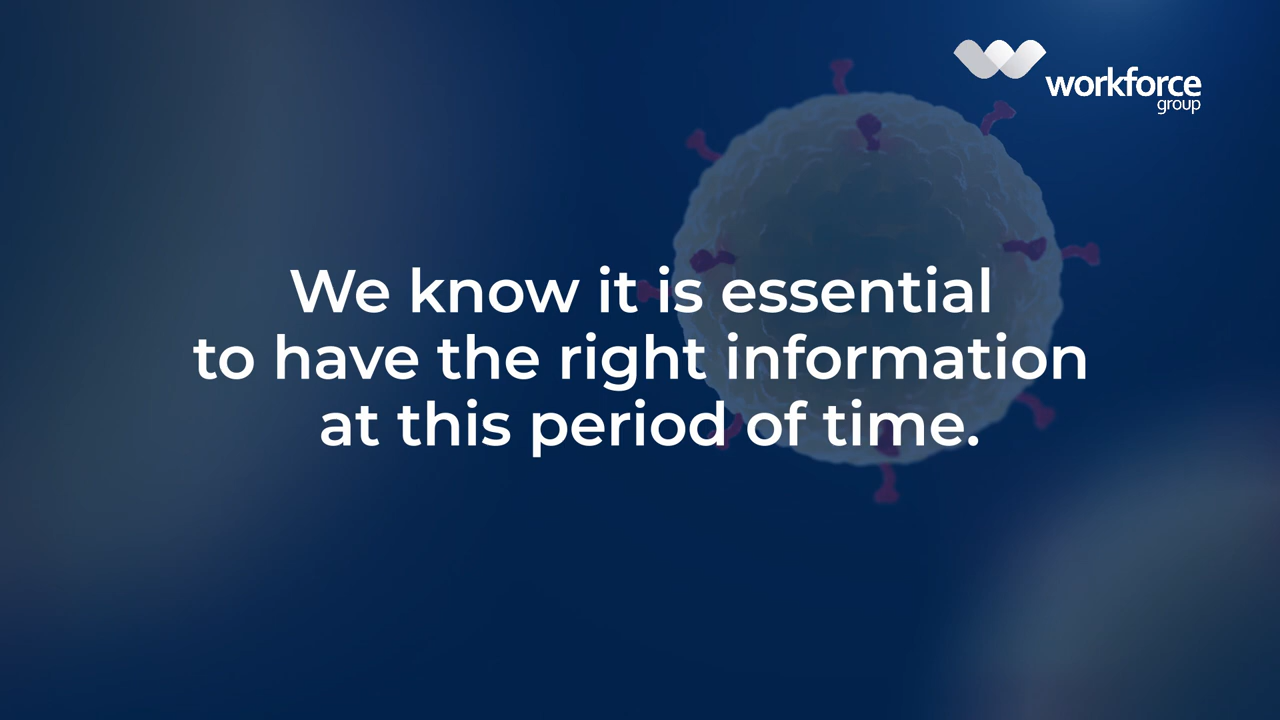 workforce
group
We know it is essential
to have the right information
at this period of time.